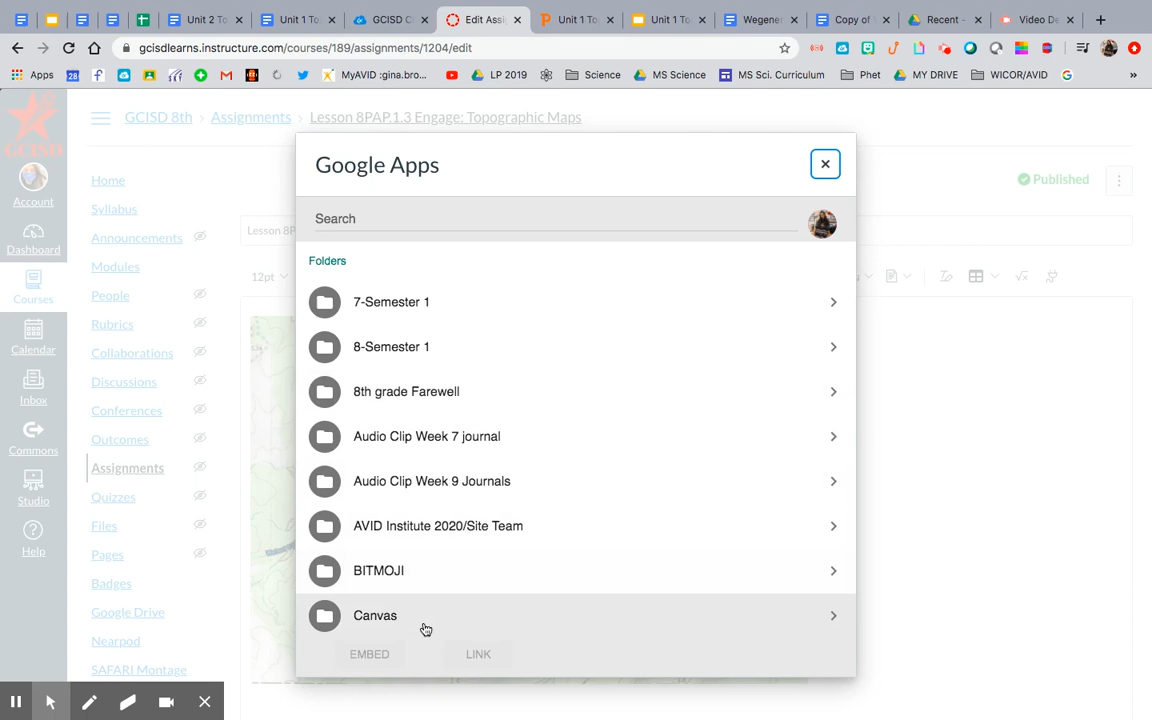 Unit 2 To
Unit 1 To
GCISD Cl
Edit Assi
Unit 1 To
Unit 1 To
Wegene
Copy of
Recent -
Video De
gcisdlearns.instructure.com/courses/189/assignments/1204/edit
Apps
28
MyAVID :gina.bro...
LP 2019
Science
MS Science
MS Sci. Curriculum
Phet
MY DRIVE
WICOR/AVID
»
GCISD
Account
Dashboard
Courses
Calendar
Inbox
Commons
Studio
Help
GCISD 8th › Assignments › Lesson 8PAP.1.3 Engage: Topographic Maps
Home
Syllabus
Announcements
Modules
People
Rubrics
Collaborations
Discussions
Conferences
Outcomes
Assignments
Quizzes
Files
Pages
Badges
Google Drive
Nearpod
SAFARI Montage
Published
Lesson 8P
12pt
Google Apps
Search
Folders
7-Semester 1
8-Semester 1
8th grade Farewell
Audio Clip Week 7 journal
Audio Clip Week 9 Journals
AVID Institute 2020/Site Team
BITMOJI
Canvas
EMBED
LINK